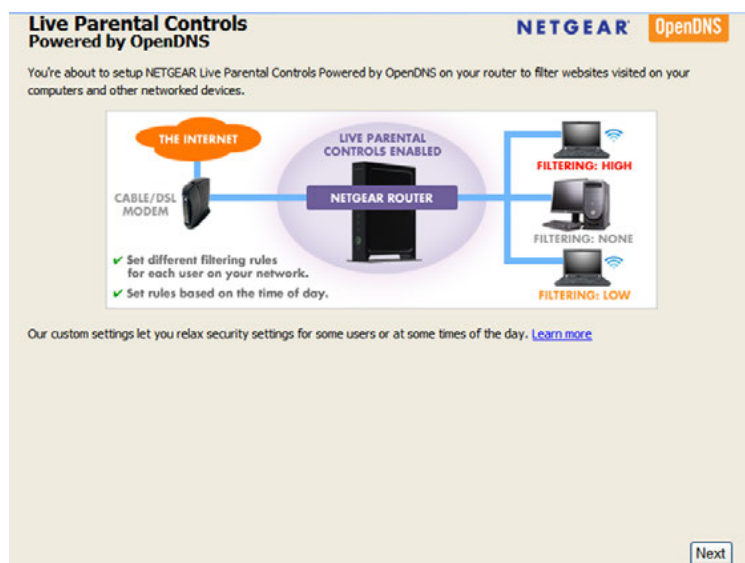 Live Parental Controls
Powered by OpenDNS
NETGEAR
OpenDNS
You're about to setup NETGEAR Live Parental Controls Powered by OpenDNS on your router to filter websites visited on your
computers and other networked devices.
THE INTERNET
CABLE/DSL
MODEM
LIVE PARENTAL
CONTROLS ENABLED
NETGEAR ROUTER
FILTERING: HIGH
FILTERING: NONE
FILTERING: LOW
✔ Set different filtering rules
for each user on your network.
✔ Set rules based on the time of day.
Our custom settings let you relax security settings for some users or at some times of the day. Learn more
Next